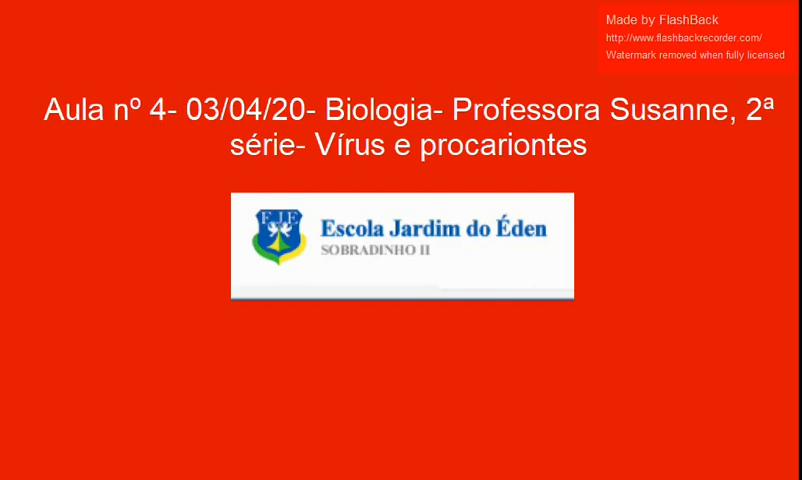 Made by FlashBack
http://www.flashbackrecorder.com/
Watermark removed when fully licensed
Aula nº 4- 03/04/20- Biologia- Professora Susanne, 2ª
série- Vírus e procariontes
E J E
Escola Jardim do Éden
SOBRADINHO II